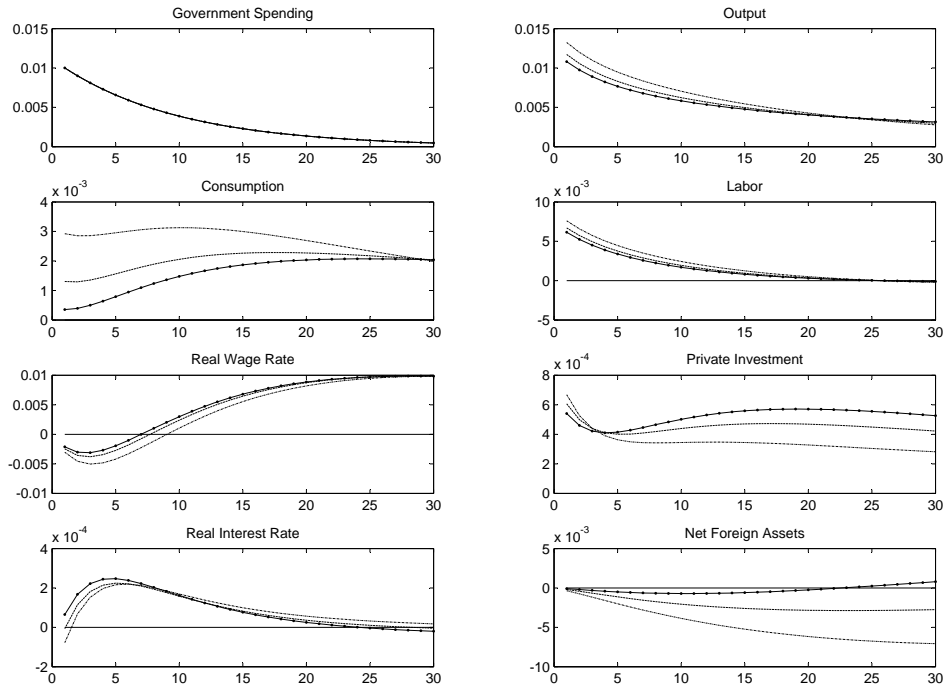 Government Spending
0.015
0.01
0.005
0
0 5 10 15 20 25 30
Output
0.015
0.01
0.005
0
0 5 10 15 20 25 30
Consumption
x 10^-3
4
3
2
1
0
0 5 10 15 20 25 30
Labor
x 10^-3
10
5
0
-5
0 5 10 15 20 25 30
Real Wage Rate
0.01
0.005
0
-0.005
-0.01
0 5 10 15 20 25 30
Private Investment
x 10^-4
8
6
4
2
0
0 5 10 15 20 25 30
Real Interest Rate
x 10^-4
4
2
0
-2
0 5 10 15 20 25 30
Net Foreign Assets
x 10^-3
5
0
-5
-10
0 5 10 15 20 25 30